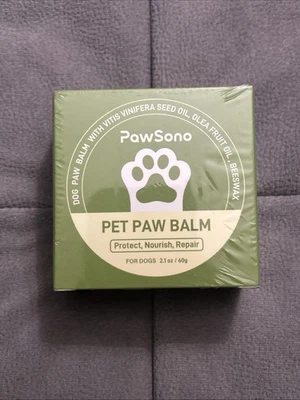 DOG PAW BALM WITH VITIS VINIFERA SEED OIL, OLEA FRUIT OIL, BEESWAX
PawSono
PET PAW BALM
Protect, Nourish, Repair
FOR DOGS 2.1 oz / 60g